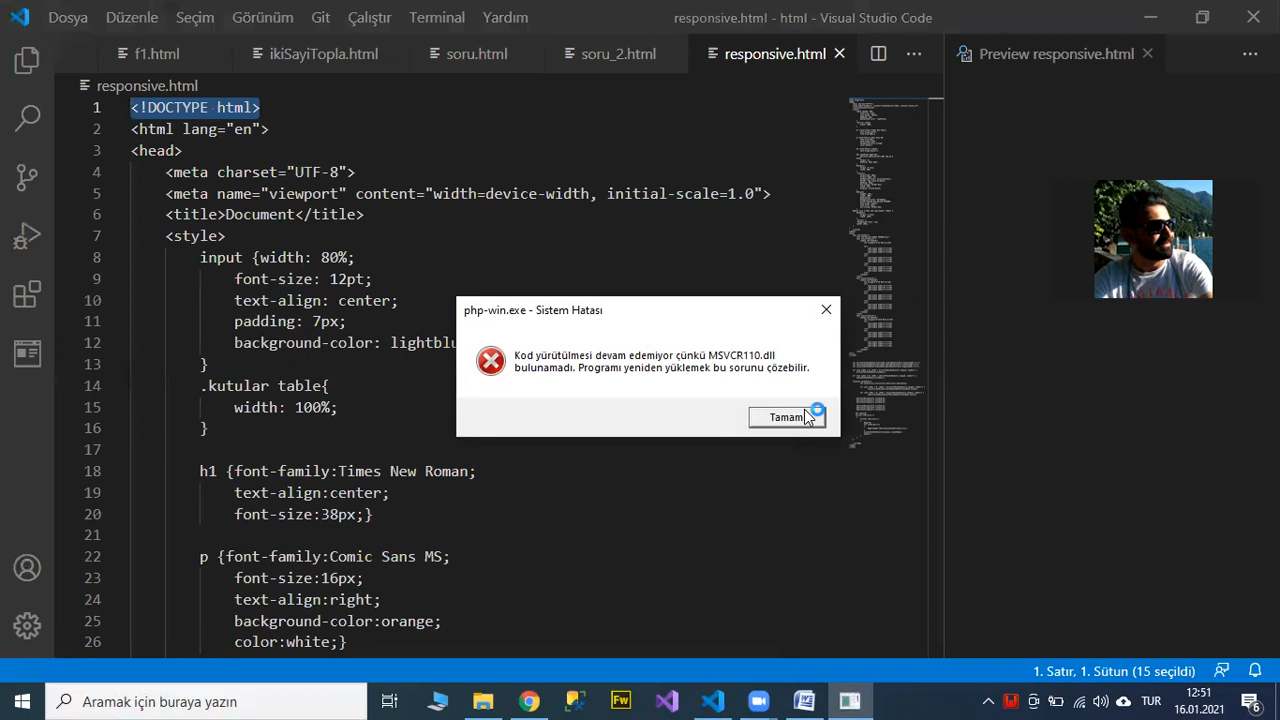 Dosya Düzenle Seçim Görünüm Git Çalıştır Terminal Yardım responsive.html - html - Visual Studio Code
f1.html ikiSayiTopla.html soru.html soru_2.html responsive.html Preview responsive.html
responsive.html
1 <!DOCTYPE html>
2 <html lang="en">
3 <head>
4 <meta charset="UTF-8">
5 <meta name="viewport" content="width=device-width, initial-scale=1.0">
6 <title>Document</title>
7 <style>
8 input {width: 80%;
9 font-size: 12pt;
10 text-align: center;
11 padding: 7px;
12 background-color: lightblu
13 }
14 kutular table{
15 width: 100%;
16 }
17
18 h1 {font-family:Times New Roman;
19 text-align:center;
20 font-size:38px;}
21
22 p {font-family:Comic Sans MS;
23 font-size:16px;
24 text-align:right;
25 background-color:orange;
26 color:white;}
php-win.exe - Sistem Hatası
Kod yürütülmesi devam edemiyor çünkü MSVCR110.dll
bulunamadı. Programı yeniden yüklemek bu sorunu çözebilir.
Tamam
1. Satır, 1. Sütun (15 seçildi)
Aramak için buraya yazın
Fw
TUR
12:51
16.01.2021
6